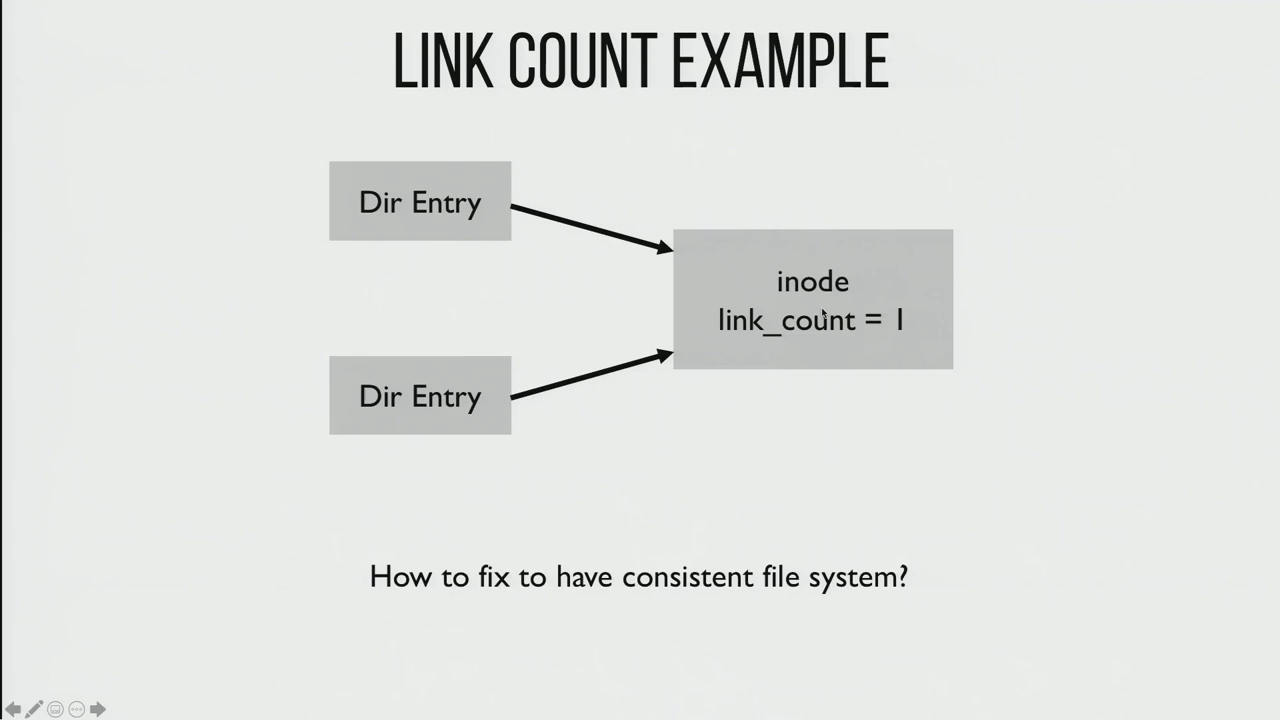 LINK COUNT EXAMPLE
Dir Entry
inode
link_count = 1
Dir Entry
How to fix to have consistent file system?